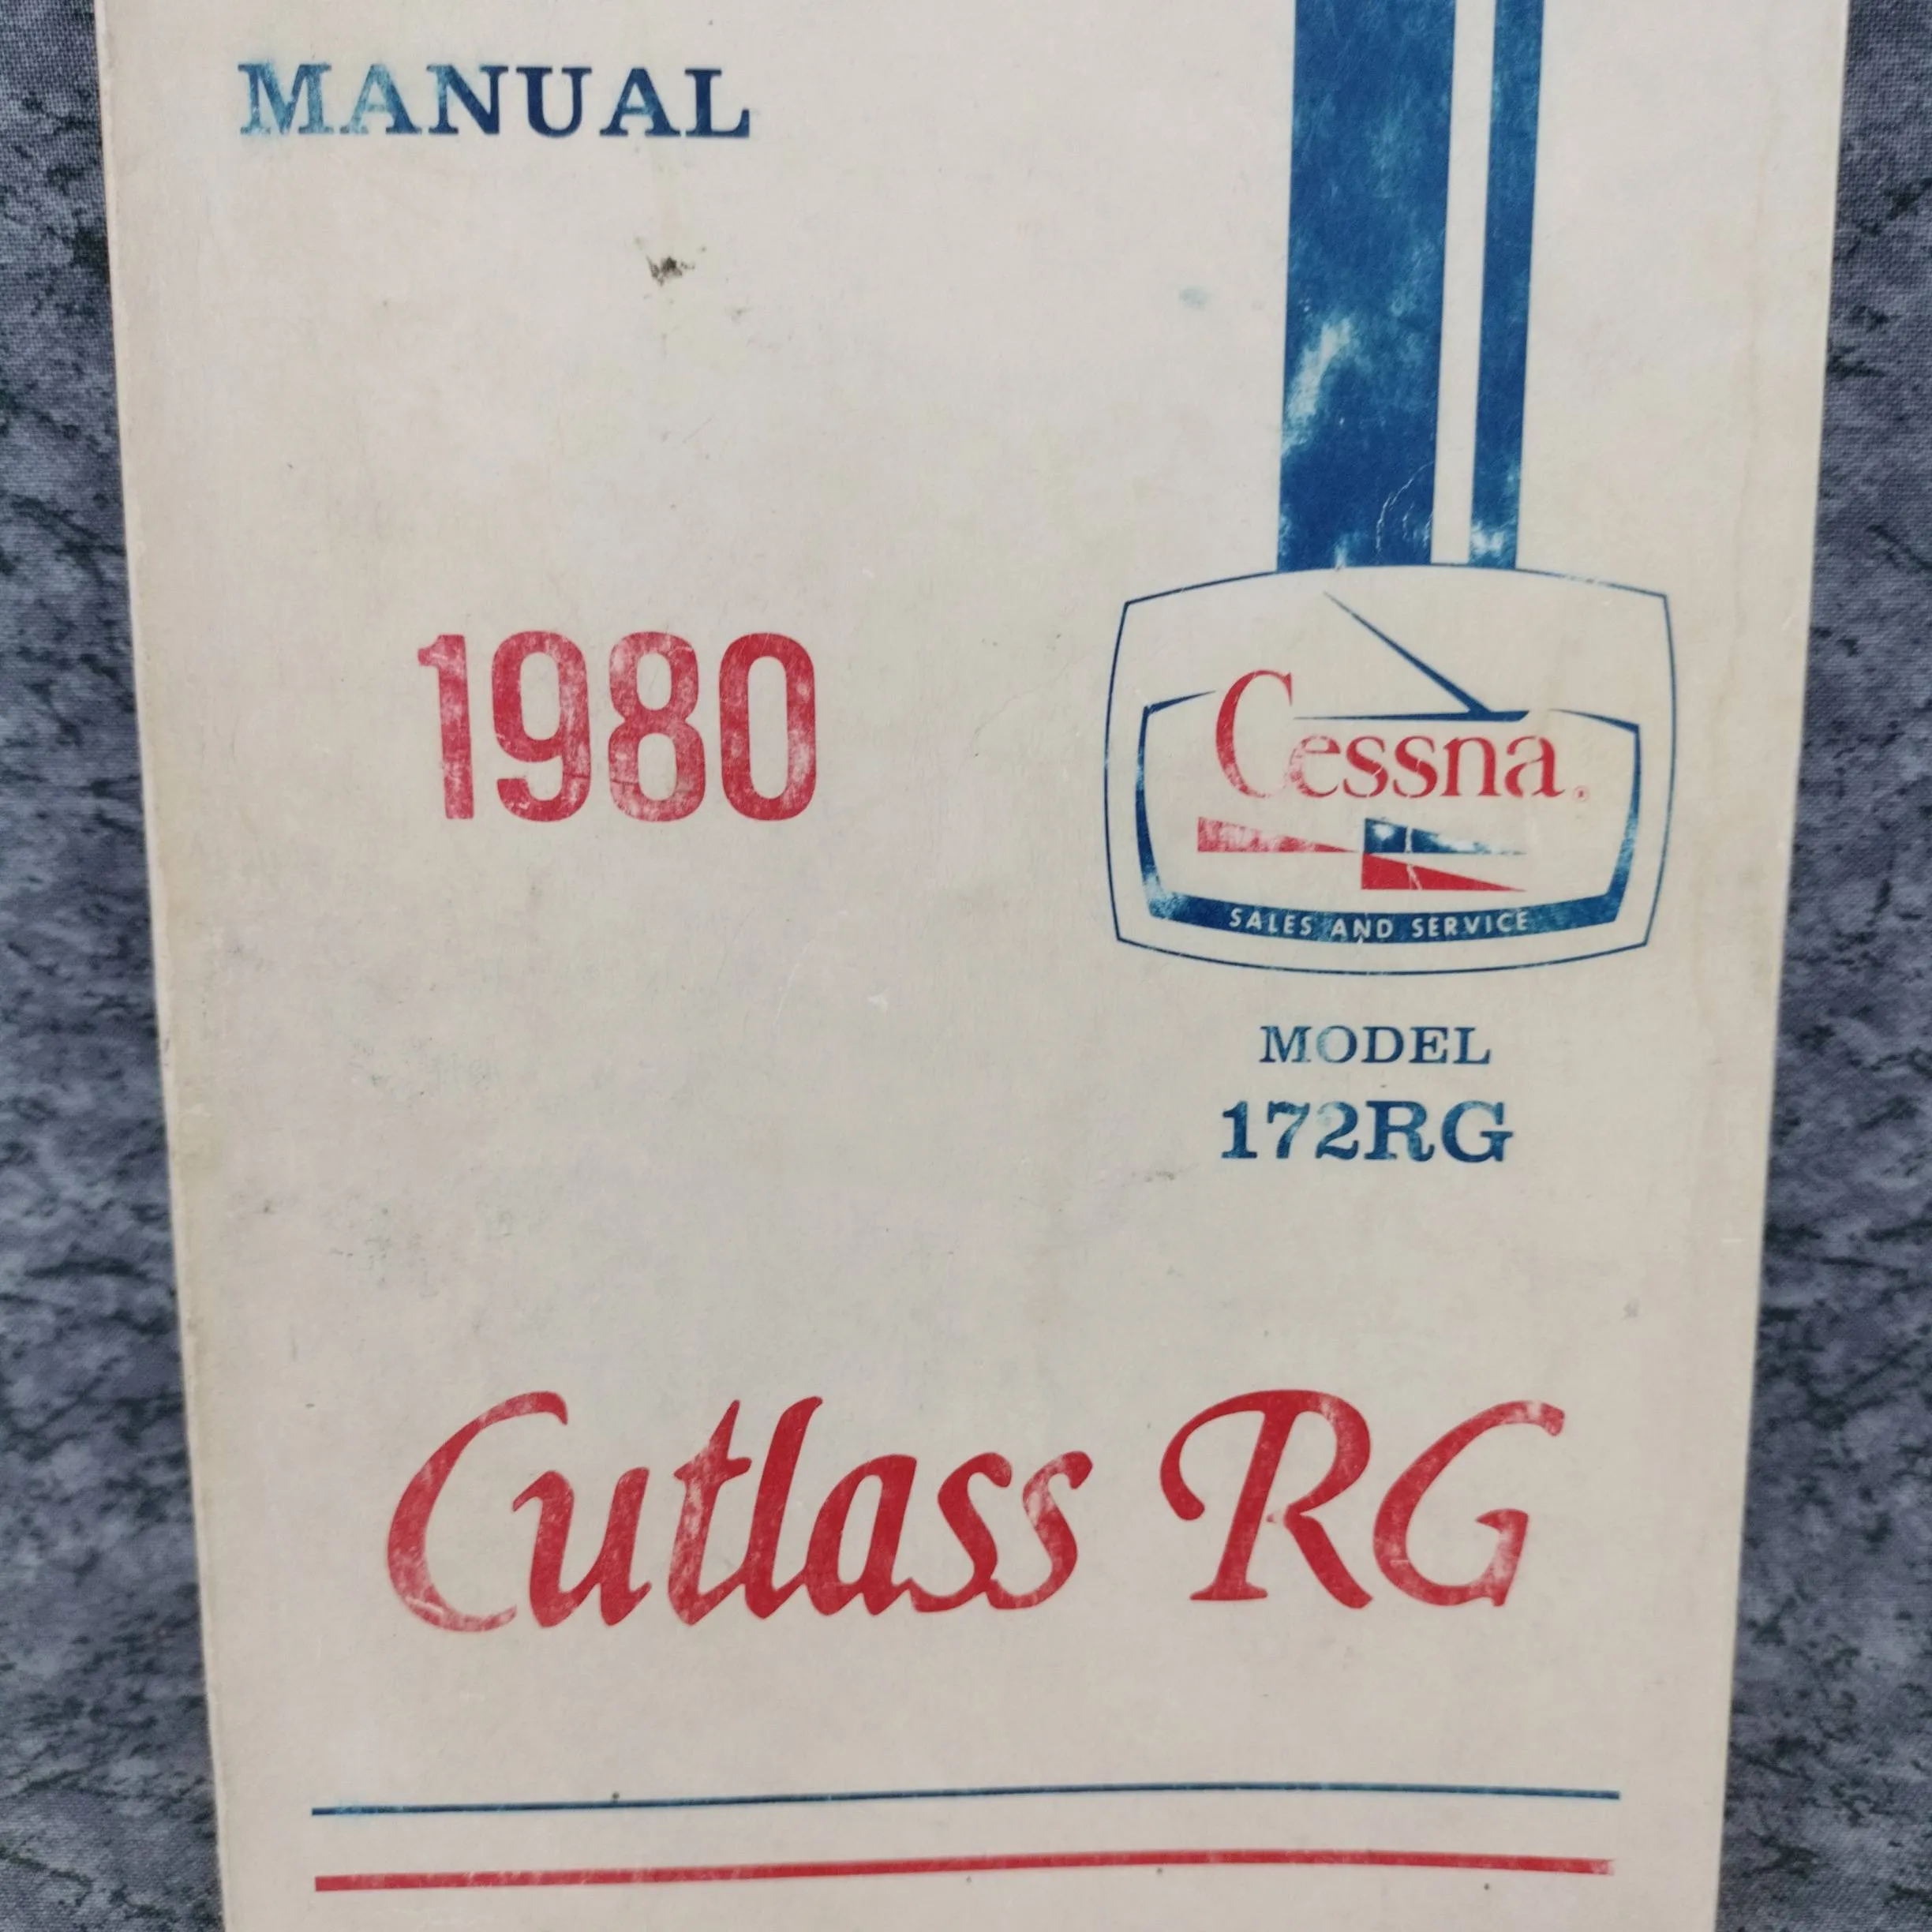 MANUAL
1980
Cessna®
SALES AND SERVICE
MODEL
172RG
Cutlass RG